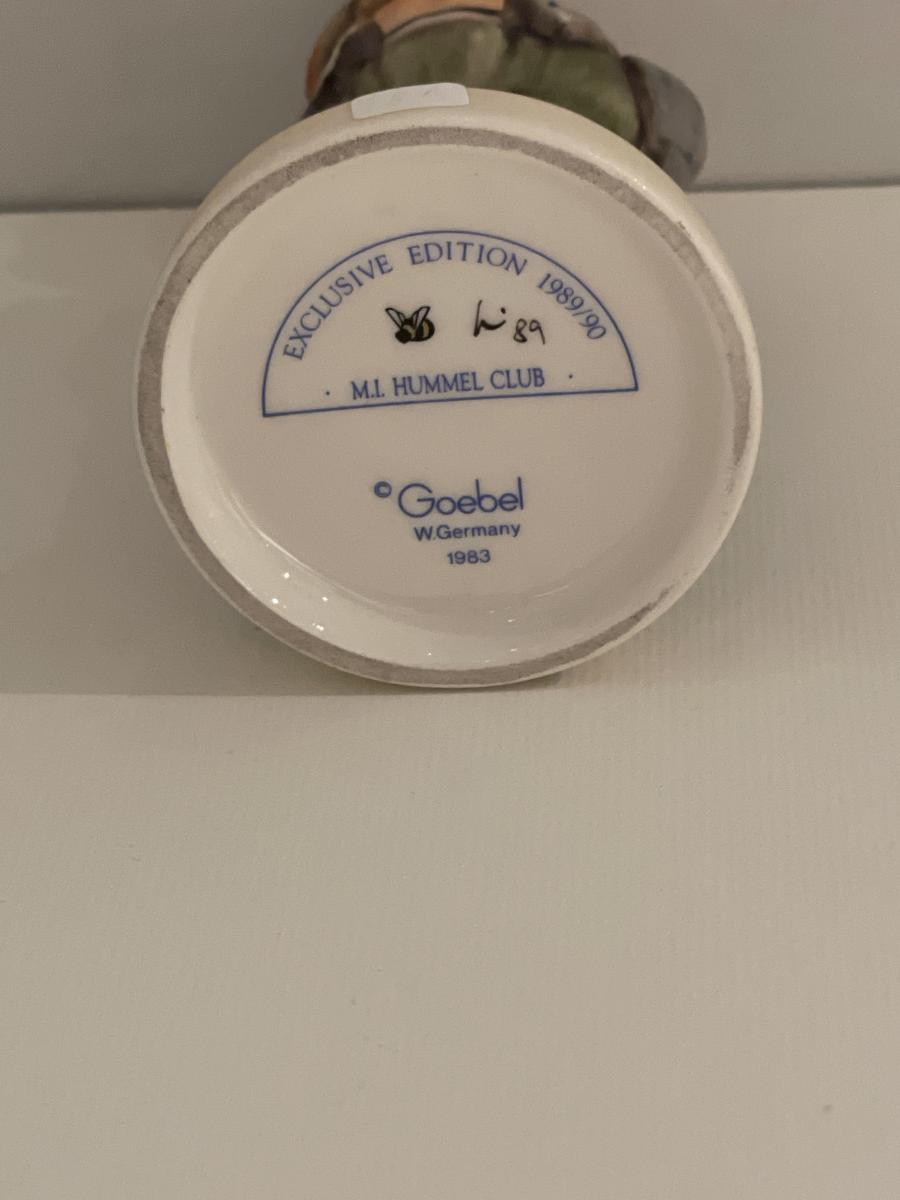 EXCLUSIVE EDITION 1989/90
89
· M.I. HUMMEL CLUB ·
© Goebel
W.Germany
1983